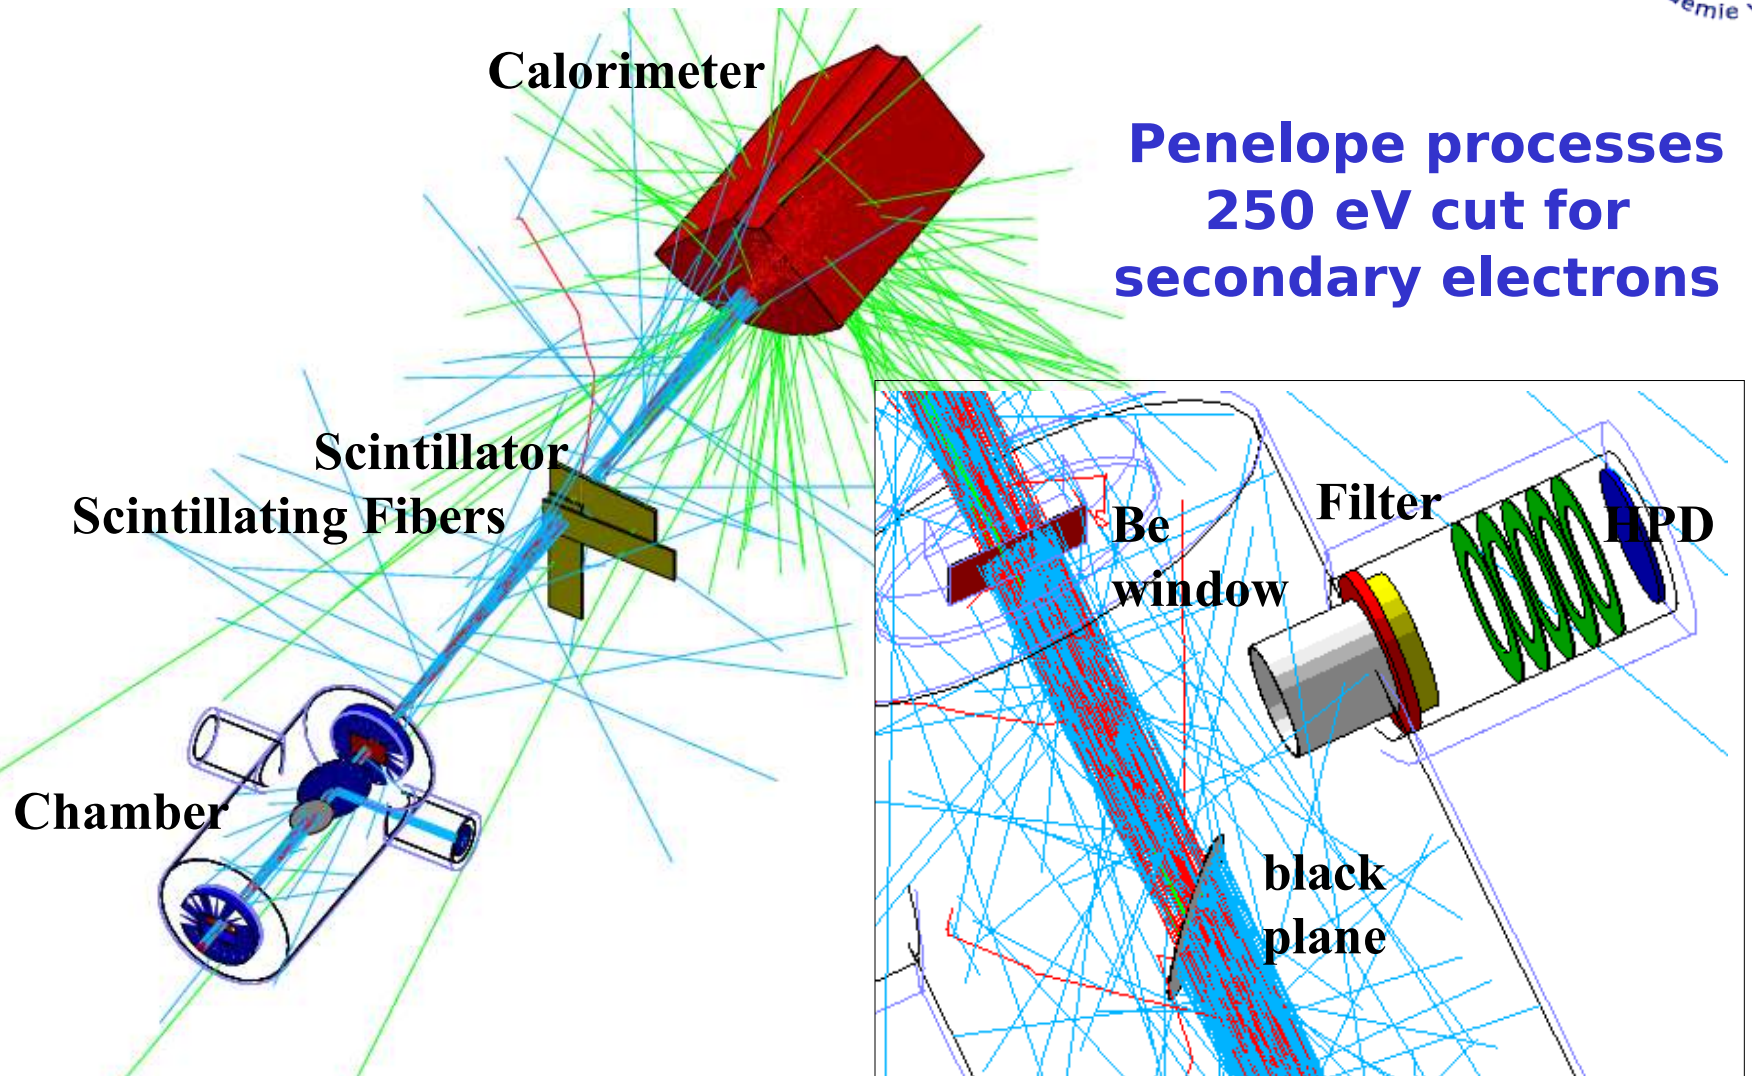 Calorimeter
Penelope processes
250 eV cut for
secondary electrons
Scintillator
Scintillating Fibers
Chamber
Filter
HPD
Be
window
black
plane